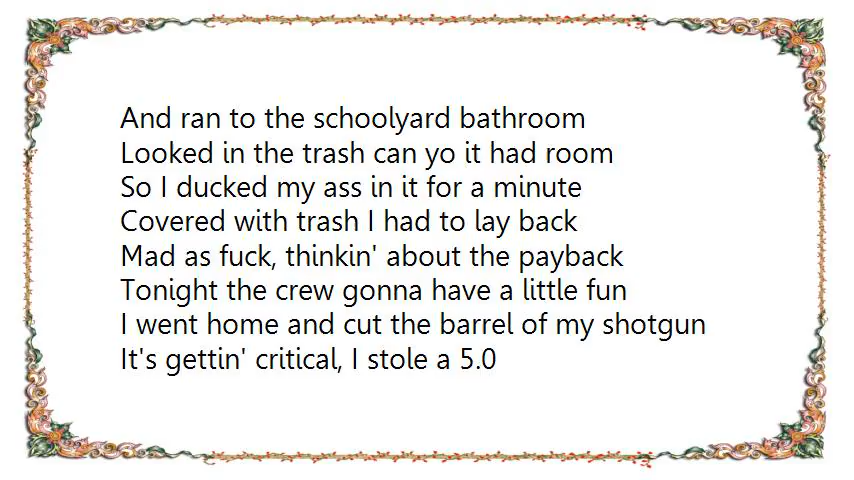 And ran to the schoolyard bathroom
Looked in the trash can yo it had room
So I ducked my ass in it for a minute
Covered with trash I had to lay back
Mad as fuck, thinkin' about the payback
Tonight the crew gonna have a little fun
I went home and cut the barrel of my shotgun
It's gettin' critical, I stole a 5.0